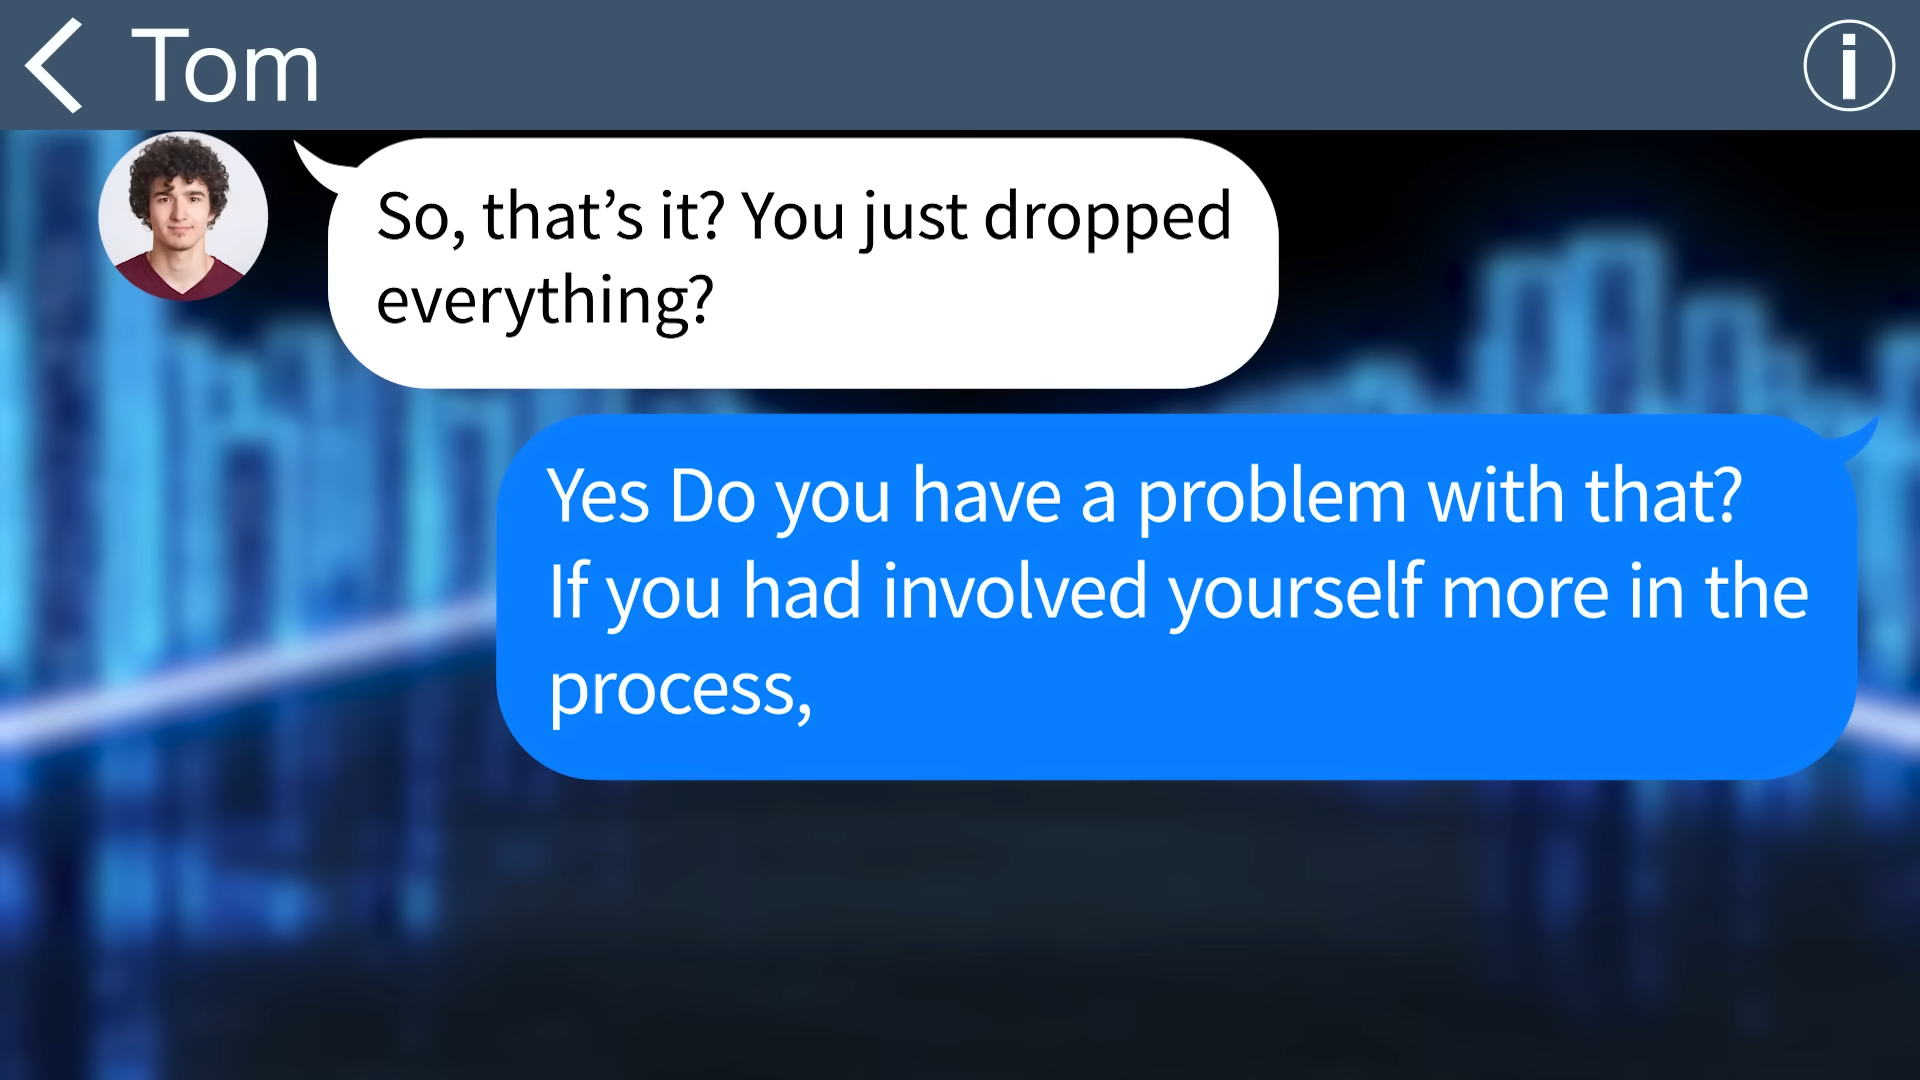 Tom
So, that’s it? You just dropped
everything?
Yes Do you have a problem with that?
If you had involved yourself more in the
process,